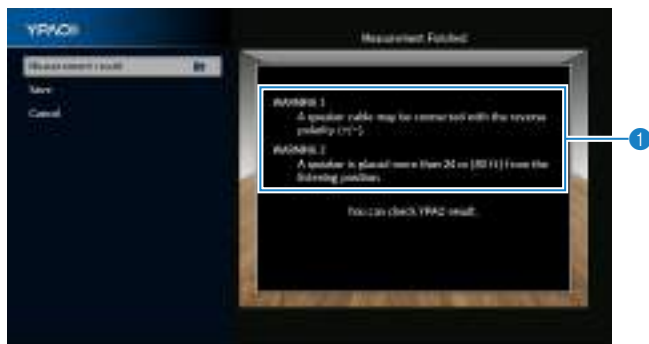 YPAO
Measurement Finished
Measurement result
Save
Cancel
WARNING 1
A speaker cable may be connected with the reverse
polarity (+/-).
WARNING 2
A speaker is placed more than 24 m (80 ft) from the
listening position.
You can check YPAO result.
1